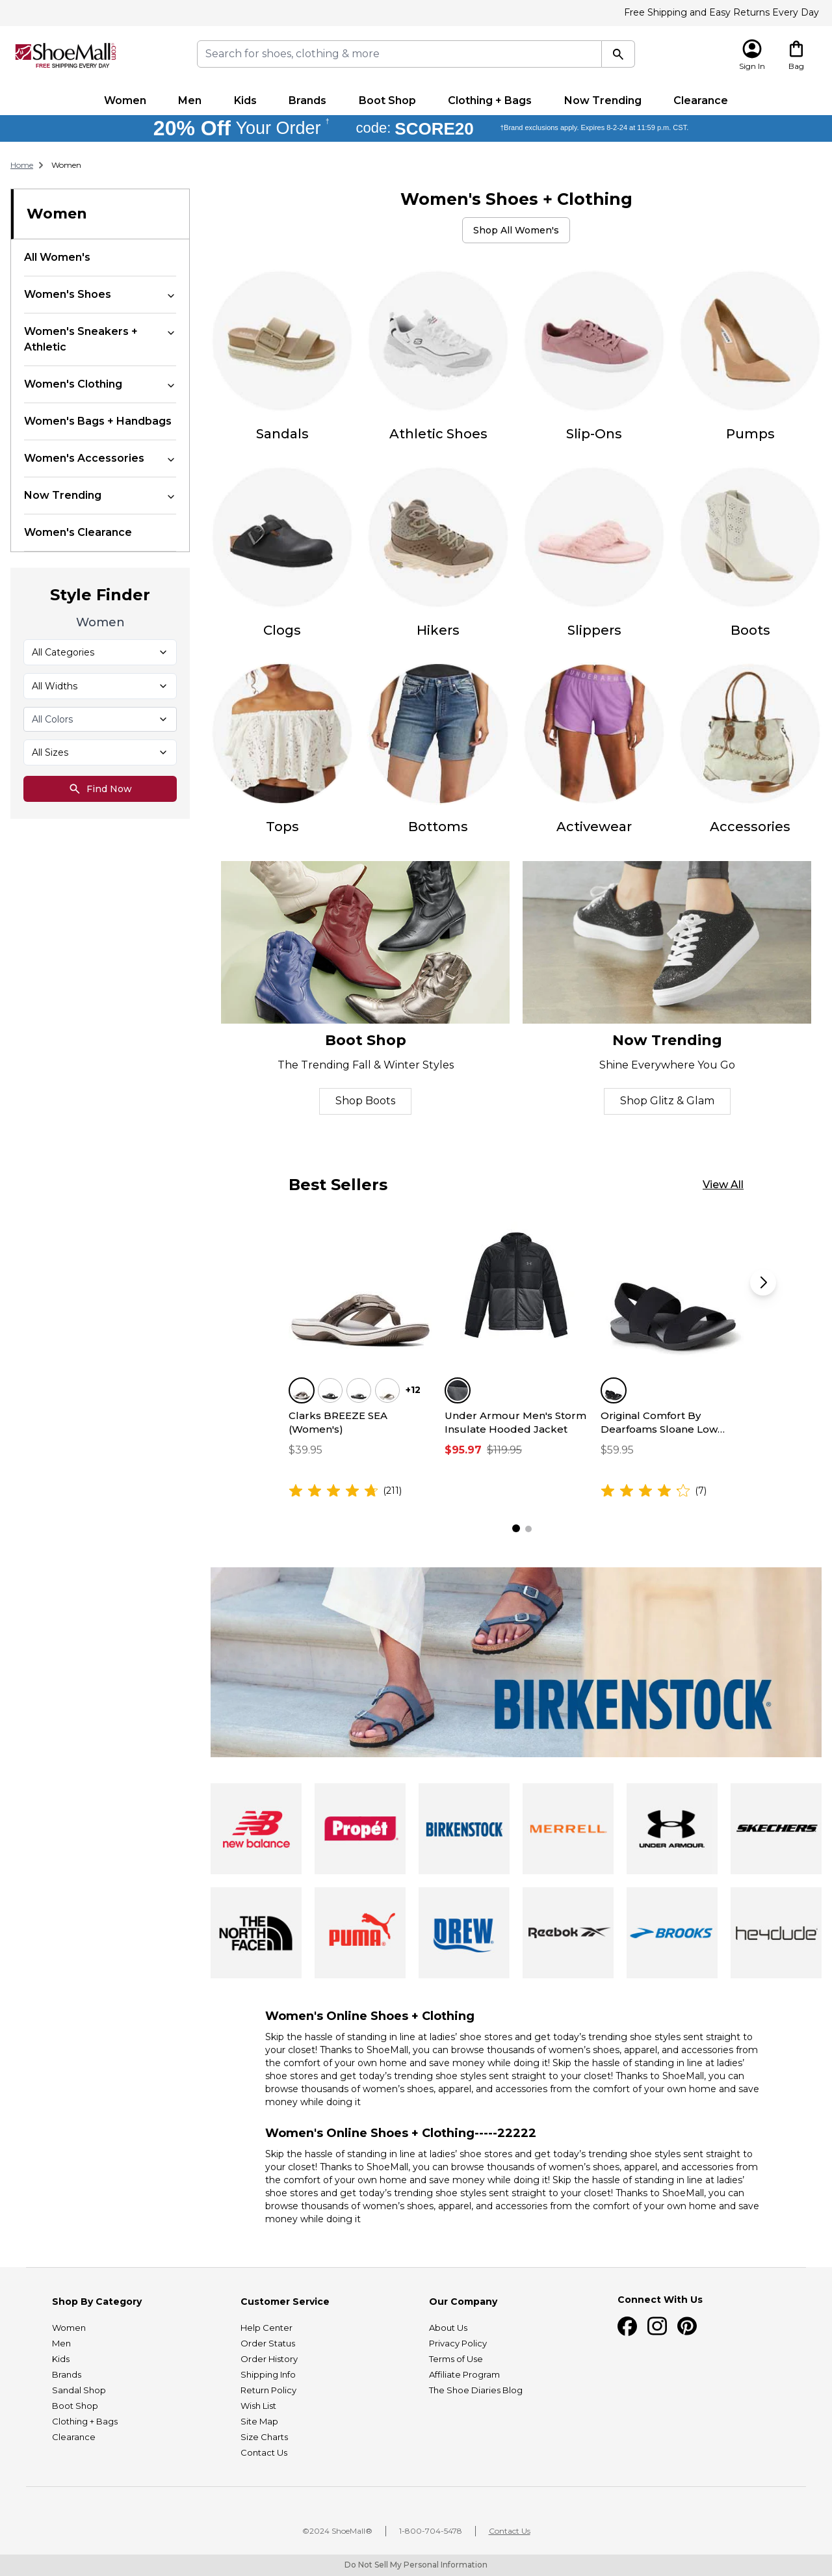 Free Shipping and Easy Returns Every Day
ShoeMall.com
FREE SHIPPING EVERY DAY
Search for shoes, clothing & more
Sign In
Bag
Women Men Kids Brands Boot Shop Clothing + Bags Now Trending Clearance
20% Off Your Order † code: SCORE20 †Brand exclusions apply. Expires 8-2-24 at 11:59 p.m. CST.
Home > Women
Women
All Women's
Women's Shoes
Women's Sneakers +
Athletic
Women's Clothing
Women's Bags + Handbags
Women's Accessories
Now Trending
Women's Clearance
Style Finder
Women
All Categories
All Widths
All Colors
All Sizes
Find Now
Women's Shoes + Clothing
Shop All Women's
Sandals
Athletic Shoes
Slip-Ons
Pumps
Clogs
Hikers
Slippers
Boots
UNDER ARM
Tops
Bottoms
Activewear
Accessories
Boot Shop
The Trending Fall & Winter Styles
Shop Boots
Now Trending
Shine Everywhere You Go
Shop Glitz & Glam
Best Sellers
View All
+12
Clarks BREEZE SEA
(Women's)
$39.95
(211)
Under Armour Men's Storm
Insulate Hooded Jacket
$95.97 $119.95
Original Comfort By
Dearfoams Sloane Low...
$59.95
(7)
BIRKENSTOCK®
NB
new balance
Propét
BIRKENSTOCK
MERRELL
UNDER ARMOUR.
SKECHERS
THE
NORTH
FACE
PUMA
DREW
Reebok
BROOKS
heydude
Women's Online Shoes + Clothing
Skip the hassle of standing in line at ladies’ shoe stores and get today’s trending shoe styles sent straight to
your closet! Thanks to ShoeMall, you can browse thousands of women’s shoes, apparel, and accessories from
the comfort of your own home and save money while doing it! Skip the hassle of standing in line at ladies’
shoe stores and get today’s trending shoe styles sent straight to your closet! Thanks to ShoeMall, you can
browse thousands of women’s shoes, apparel, and accessories from the comfort of your own home and save
money while doing it
Women's Online Shoes + Clothing-----22222
Skip the hassle of standing in line at ladies’ shoe stores and get today’s trending shoe styles sent straight to
your closet! Thanks to ShoeMall, you can browse thousands of women’s shoes, apparel, and accessories from
the comfort of your own home and save money while doing it! Skip the hassle of standing in line at ladies’
shoe stores and get today’s trending shoe styles sent straight to your closet! Thanks to ShoeMall, you can
browse thousands of women’s shoes, apparel, and accessories from the comfort of your own home and save
money while doing it
Shop By Category
Women
Men
Kids
Brands
Sandal Shop
Boot Shop
Clothing + Bags
Clearance
Customer Service
Help Center
Order Status
Order History
Shipping Info
Return Policy
Wish List
Site Map
Size Charts
Contact Us
Our Company
About Us
Privacy Policy
Terms of Use
Affiliate Program
The Shoe Diaries Blog
Connect With Us
©2024 ShoeMall® | 1-800-704-5478 | Contact Us
Do Not Sell My Personal Information